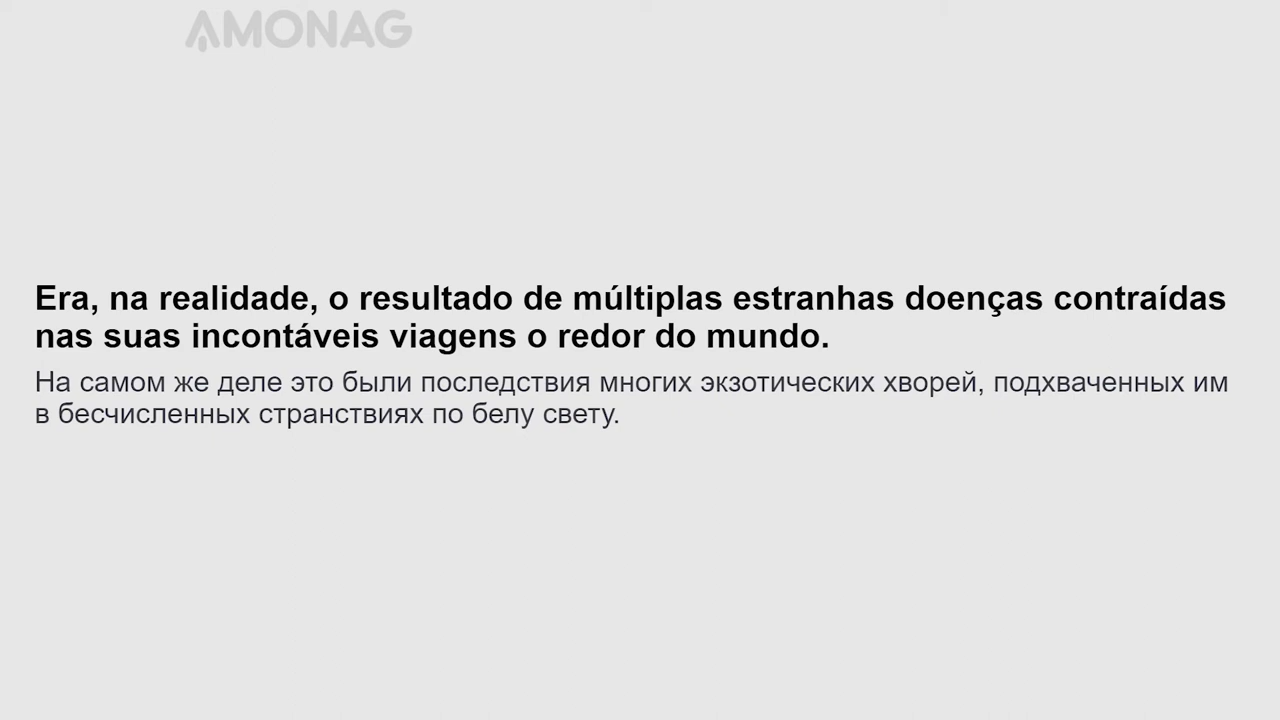 AMONAG
Era, na realidade, o resultado de múltiplas estranhas doenças contraídas
nas suas incontáveis viagens o redor do mundo.
На самом же деле это были последствия многих экзотических хворей, подхваченных им
в бесчисленных странствиях по белу свету.